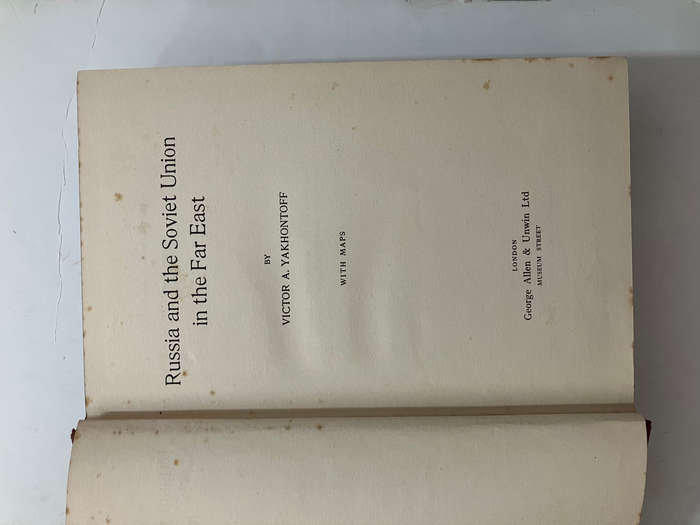 Russia and the Soviet Union
in the Far East
BY
VICTOR A. YAKHONTOFF
WITH MAPS
LONDON
George Allen & Unwin Ltd
MUSEUM STREET